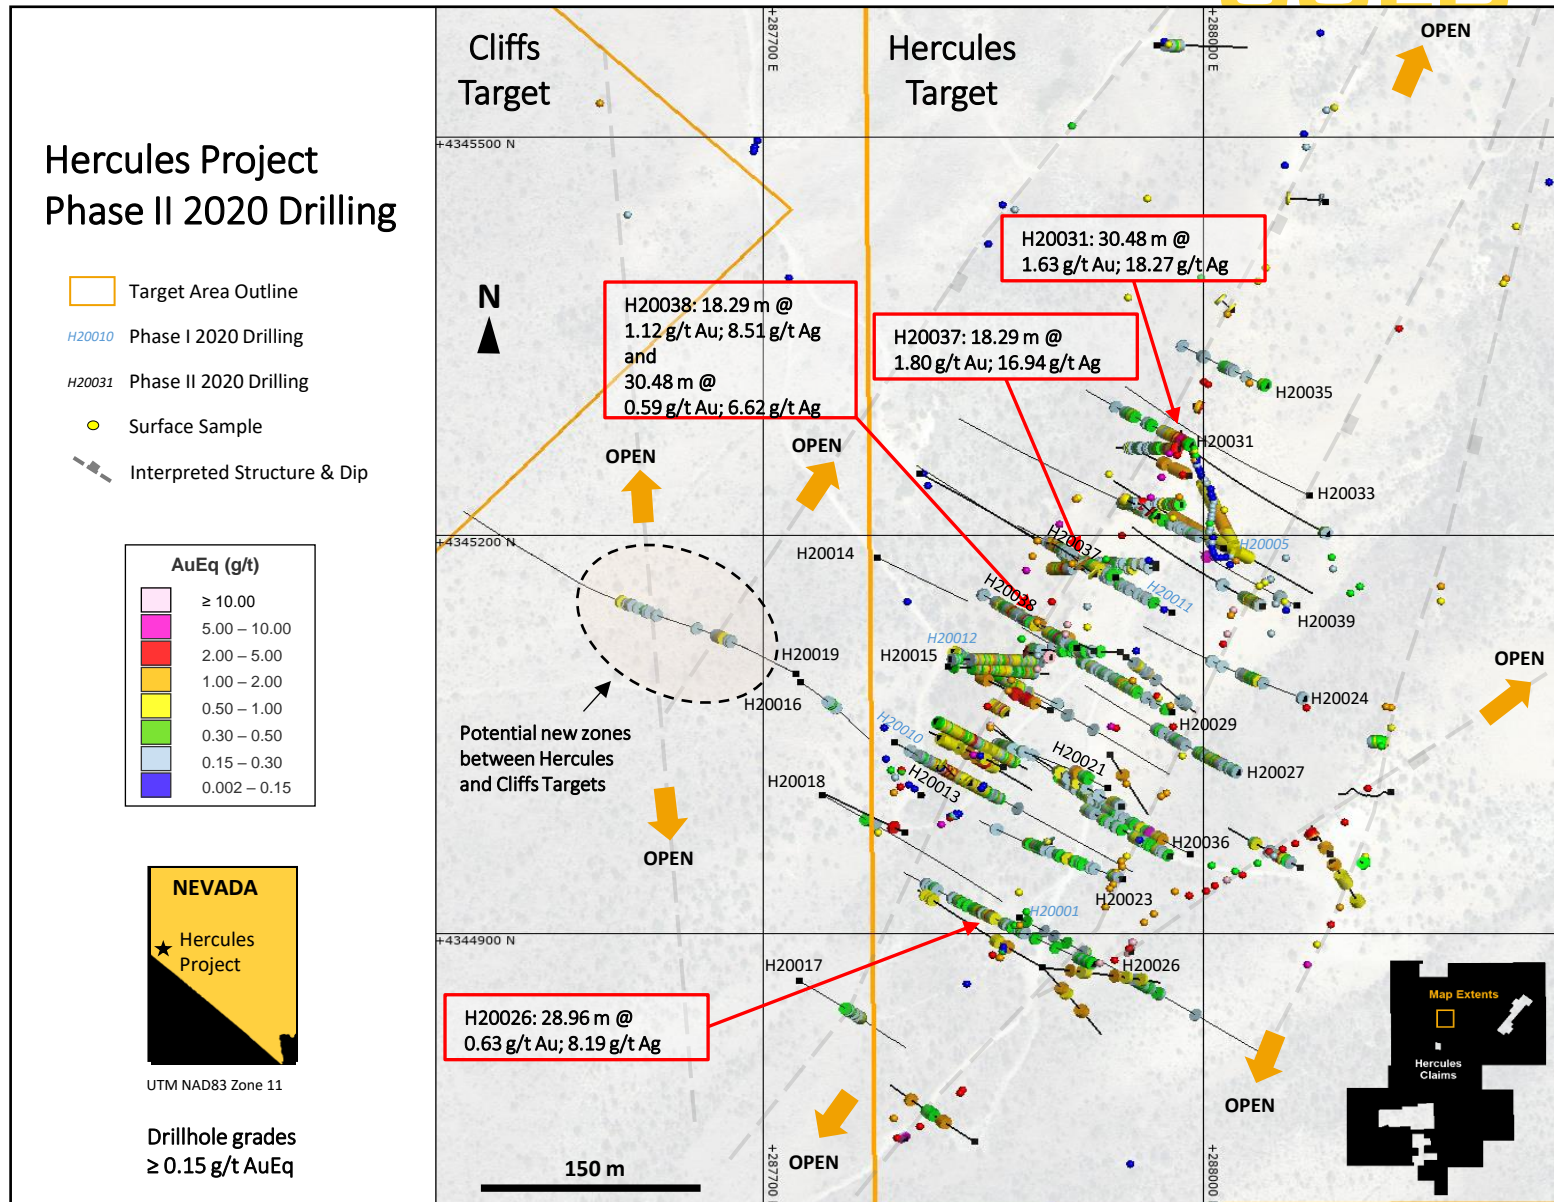 Hercules Project
Phase II 2020 Drilling
Target Area Outline
H20010 Phase I 2020 Drilling
H20031 Phase II 2020 Drilling
Surface Sample
Interpreted Structure & Dip
AuEq (g/t)
≥ 10.00
5.00 – 10.00
2.00 – 5.00
1.00 – 2.00
0.50 – 1.00
0.30 – 0.50
0.15 – 0.30
0.002 – 0.15
NEVADA
Hercules
Project
UTM NAD83 Zone 11
Drillhole grades
≥ 0.15 g/t AuEq
Cliffs
Target
Hercules
Target
+287700 E
+288000 E
OPEN
+4345500 N
N
H20031: 30.48 m @
1.63 g/t Au; 18.27 g/t Ag
H20038: 18.29 m @
1.12 g/t Au; 8.51 g/t Ag
and
30.48 m @
0.59 g/t Au; 6.62 g/t Ag
H20037: 18.29 m @
1.80 g/t Au; 16.94 g/t Ag
H20035
H20031
OPEN
OPEN
H20033
+4345200 N
H20037
H20005
H20014
H20038
H20011
H20039
H20012
H20015
H20019
OPEN
H20016
H20024
H20029
Potential new zones
between Hercules
and Cliffs Targets
H20010
H20021
H20027
H20018
H20013
H20036
OPEN
H20023
H20001
+4344900 N
H20017
H20026
H20026: 28.96 m @
0.63 g/t Au; 8.19 g/t Ag
Map Extents
Hercules
Claims
OPEN
OPEN
150 m
+287700 E
+288000 E